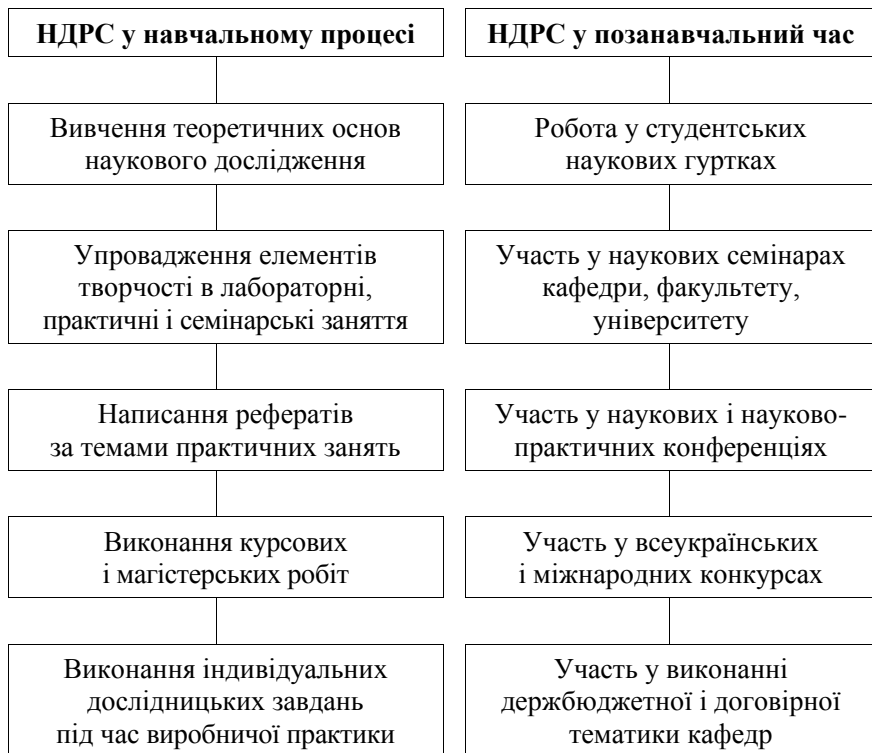 НДРС у навчальному процесі
Вивчення теоретичних основ
наукового дослідження
Упровадження елементів
творчості в лабораторні,
практичні і семінарські заняття
Написання рефератів
за темами практичних занять
Виконання курсових
і магістерських робіт
Виконання індивідуальних
дослідницьких завдань
під час виробничої практики
НДРС у позанавчальний час
Робота у студентських
наукових гуртках
Участь у наукових семінарах
кафедри, факультету,
університету
Участь у наукових і науково-
практичних конференціях
Участь у всеукраїнських
і міжнародних конкурсах
Участь у виконанні
держбюджетної і договірної
тематики кафедр